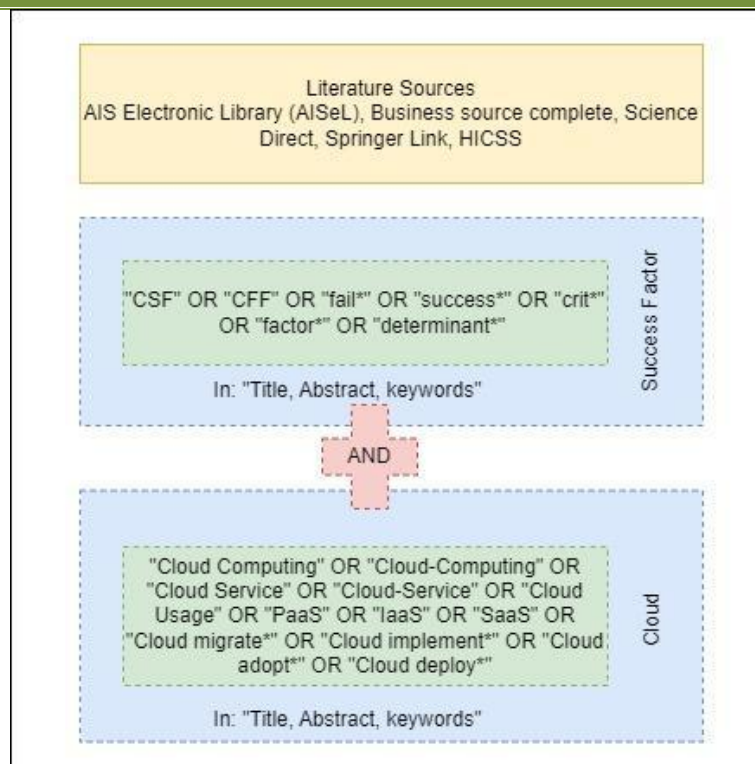 Literature Sources
AIS Electronic Library (AISeL), Business source complete, Science
Direct, Springer Link, HICSS
"CSF" OR "CFF" OR "fail*" OR "success*" OR "crit*"
OR "factor*" OR "determinant*"
In: "Title, Abstract, keywords"
Success Factor
AND
"Cloud Computing" OR "Cloud-Computing" OR
"Cloud Service" OR "Cloud-Service" OR "Cloud
Usage" OR "PaaS" OR "IaaS" OR "SaaS" OR
"Cloud migrate*" OR "Cloud implement*" OR "Cloud
adopt*" OR "Cloud deploy*"
In: "Title, Abstract, keywords"
Cloud